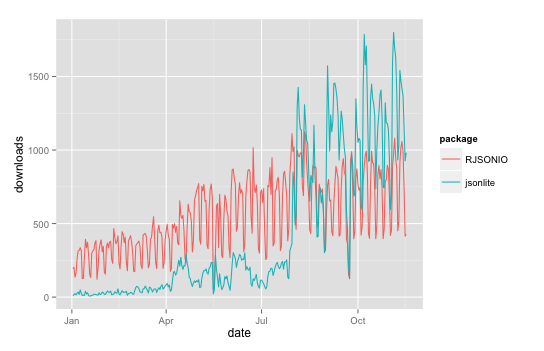 1500
1000
500
0
downloads
Jan
Apr
Jul
Oct
date
package
RJSONIO
jsonlite